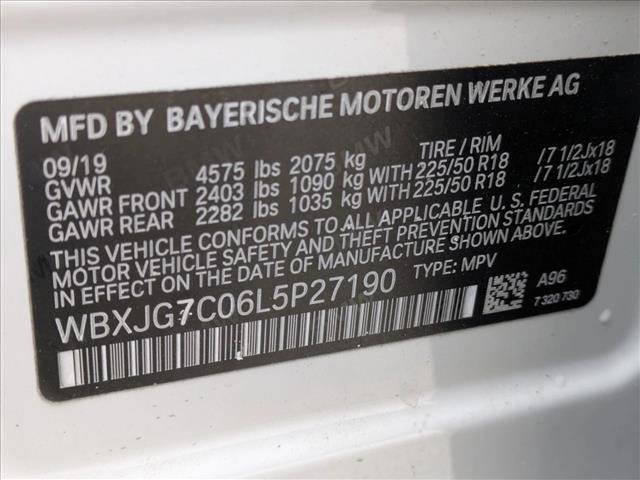 MFD BY BAYERISCHE MOTOREN WERKE AG
09/19 TIRE / RIM
GVWR 4575 lbs 2075 kg
GAWR FRONT 2403 lbs 1090 kg WITH 225/50 R18 /7 1/2Jx18
GAWR REAR 2282 lbs 1035 kg WITH 225/50 R18 /7 1/2Jx18
THIS VEHICLE CONFORMS TO ALL APPLICABLE U. S. FEDERAL
MOTOR VEHICLE SAFETY AND THEFT PREVENTION STANDARDS
IN EFFECT ON THE DATE OF MANUFACTURE SHOWN ABOVE.
WBXJG7C06L5P27190 TYPE: MPV A96
7 320 730